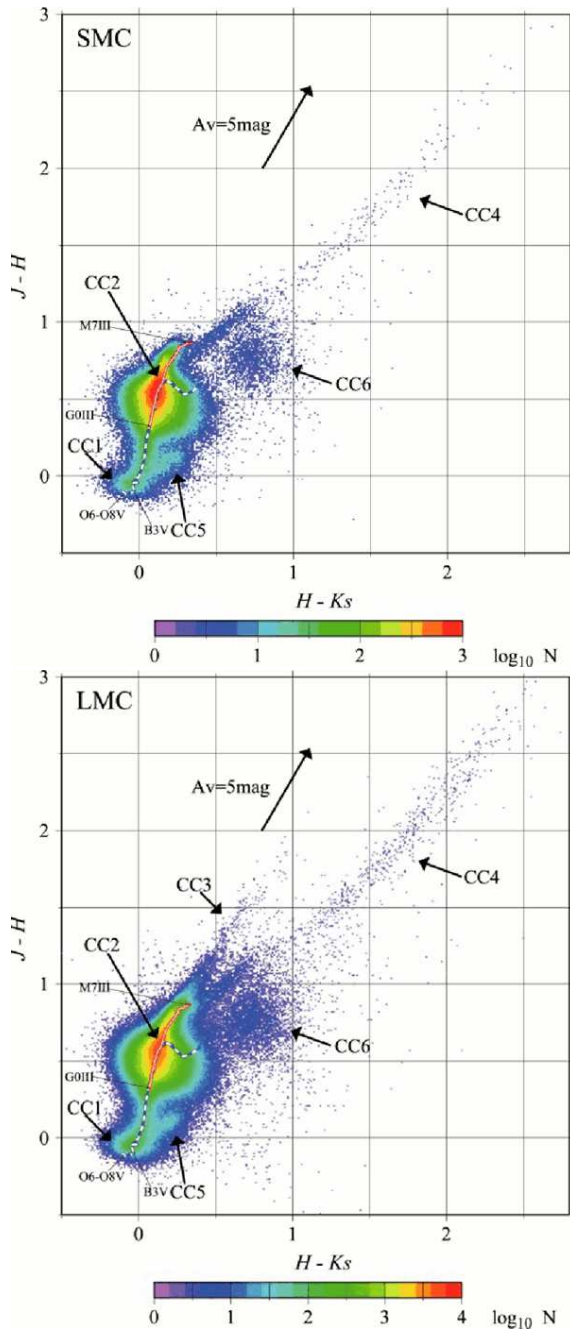 SMC
3
Av=5mag
2
CC4
J - H
CC2
M7III
1
CC6
G0III
CC1
0
O6-O8V
B3V
CC5
0 1 2
H - Ks
0 1 2 3 log10 N
LMC
3
Av=5mag
2
CC3
CC4
J - H
CC2
M7III
1
CC6
G0III
CC1
0
O6-O8V
B3V
CC5
0 1 2
H - Ks
0 1 2 3 4 log10 N